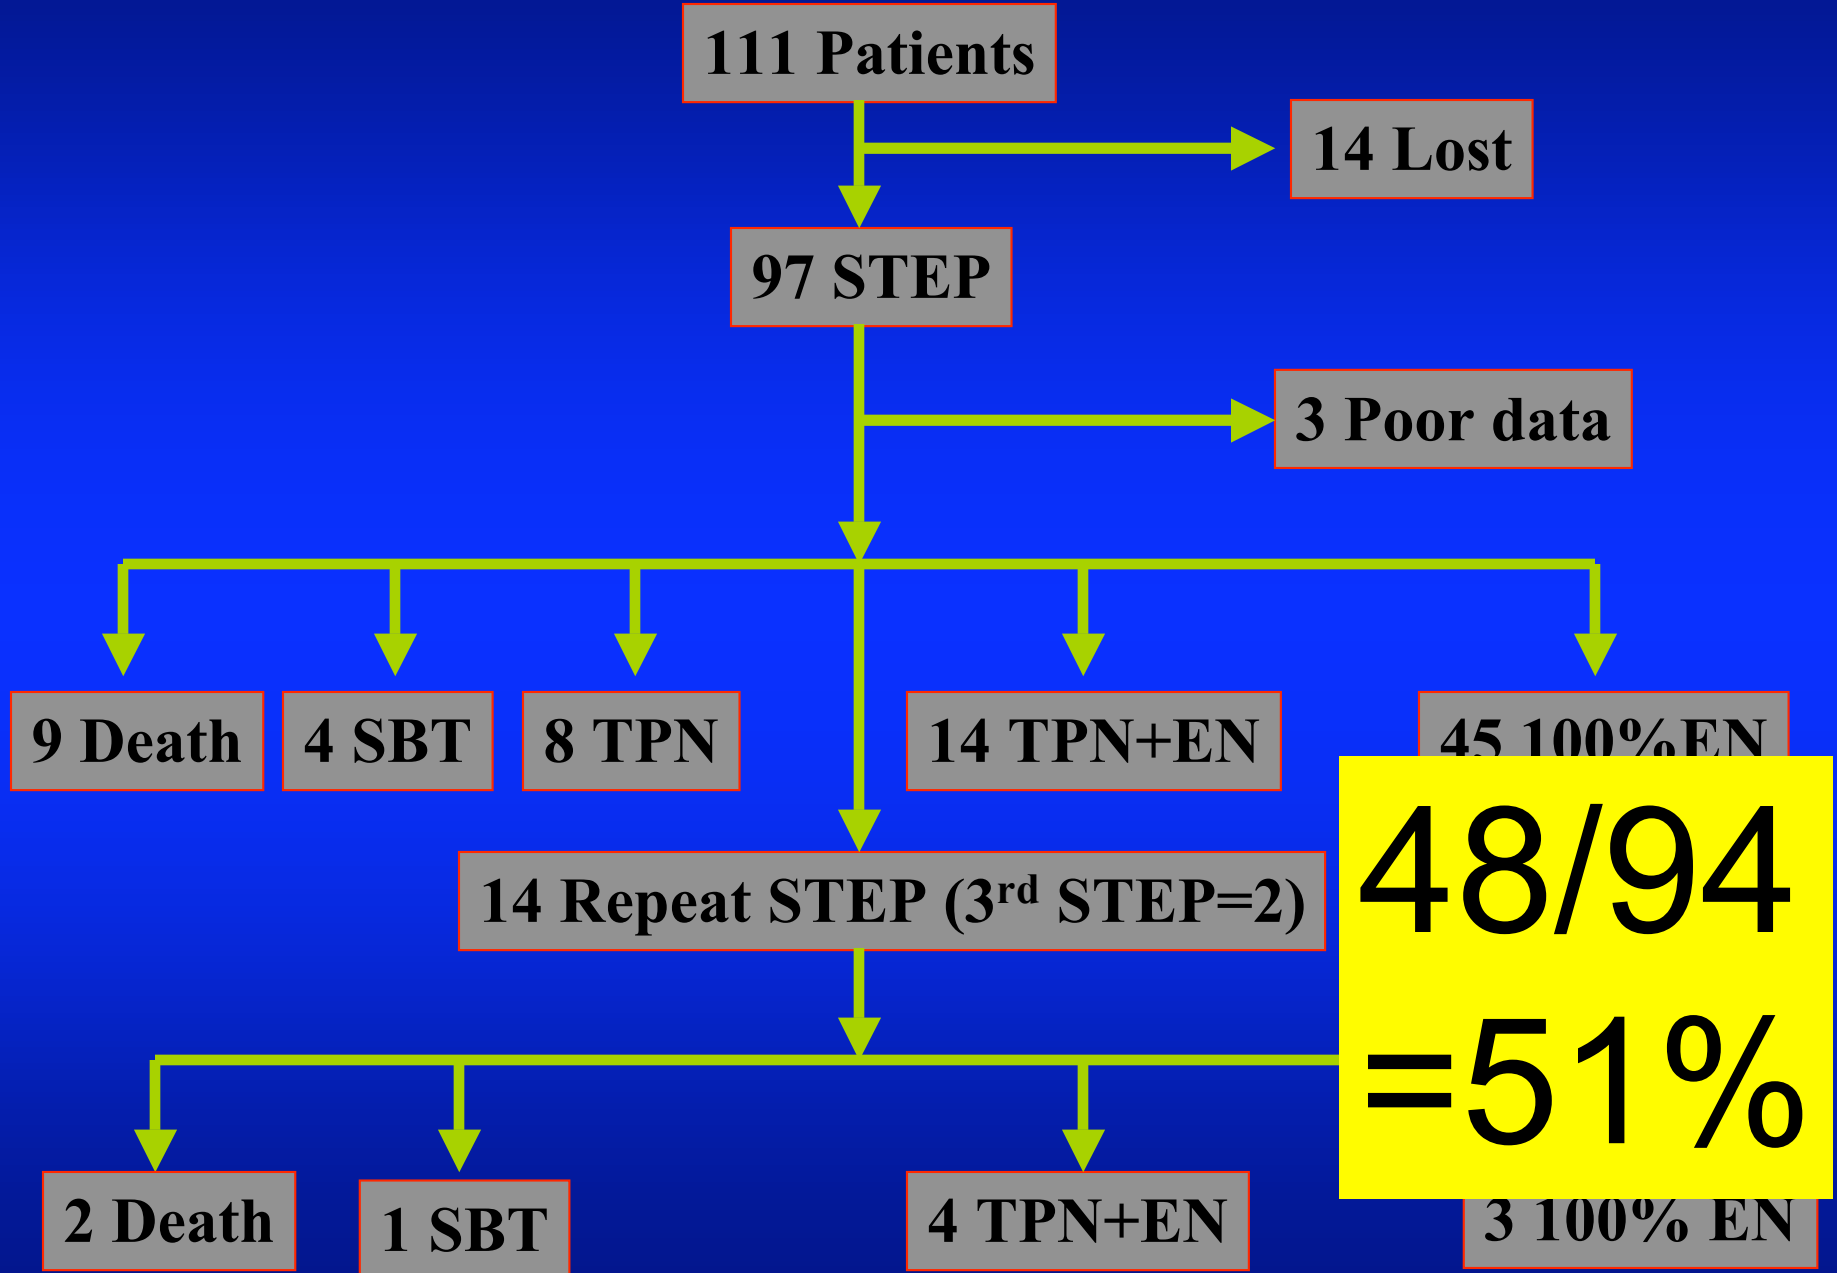 111 Patients
14 Lost
97 STEP
3 Poor data
9 Death
4 SBT
8 TPN
14 TPN+EN
45 100%EN
14 Repeat STEP (3rd STEP=2)
48/94
=51%
2 Death
1 SBT
4 TPN+EN
3 100% EN